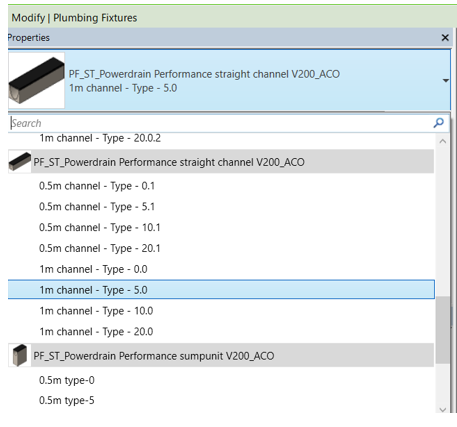 Modify | Plumbing Fixtures
Properties
PF_ST_Powerdrain Performance straight channel V200_ACO
1m channel - Type - 5.0
Search
1m channel - Type - 20.0.2
PF_ST_Powerdrain Performance straight channel V200_ACO
0.5m channel - Type - 0.1
0.5m channel - Type - 5.1
0.5m channel - Type - 10.1
0.5m channel - Type - 20.1
1m channel - Type - 0.0
1m channel - Type - 5.0
1m channel - Type - 10.0
1m channel - Type - 20.0
PF_ST_Powerdrain Performance sumpunit V200_ACO
0.5m type-0
0.5m type-5